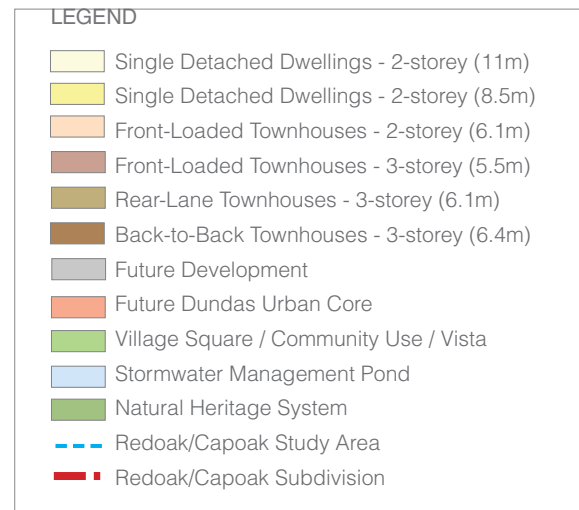 LEGEND
Single Detached Dwellings - 2-storey (11m)
Single Detached Dwellings - 2-storey (8.5m)
Front-Loaded Townhouses - 2-storey (6.1m)
Front-Loaded Townhouses - 3-storey (5.5m)
Rear-Lane Townhouses - 3-storey (6.1m)
Back-to-Back Townhouses - 3-storey (6.4m)
Future Development
Future Dundas Urban Core
Village Square / Community Use / Vista
Stormwater Management Pond
Natural Heritage System
Redoak/Capoak Study Area
Redoak/Capoak Subdivision